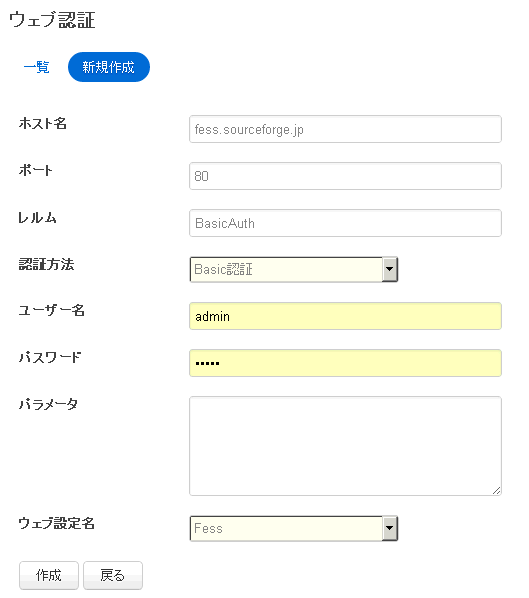 ウェブ認証
一覧 新規作成
ホスト名 fess.sourceforge.jp
ポート 80
レルム BasicAuth
認証方法 Basic認証
ユーザー名 admin
パスワード •••••
パラメータ
ウェブ設定名 Fess
作成 戻る